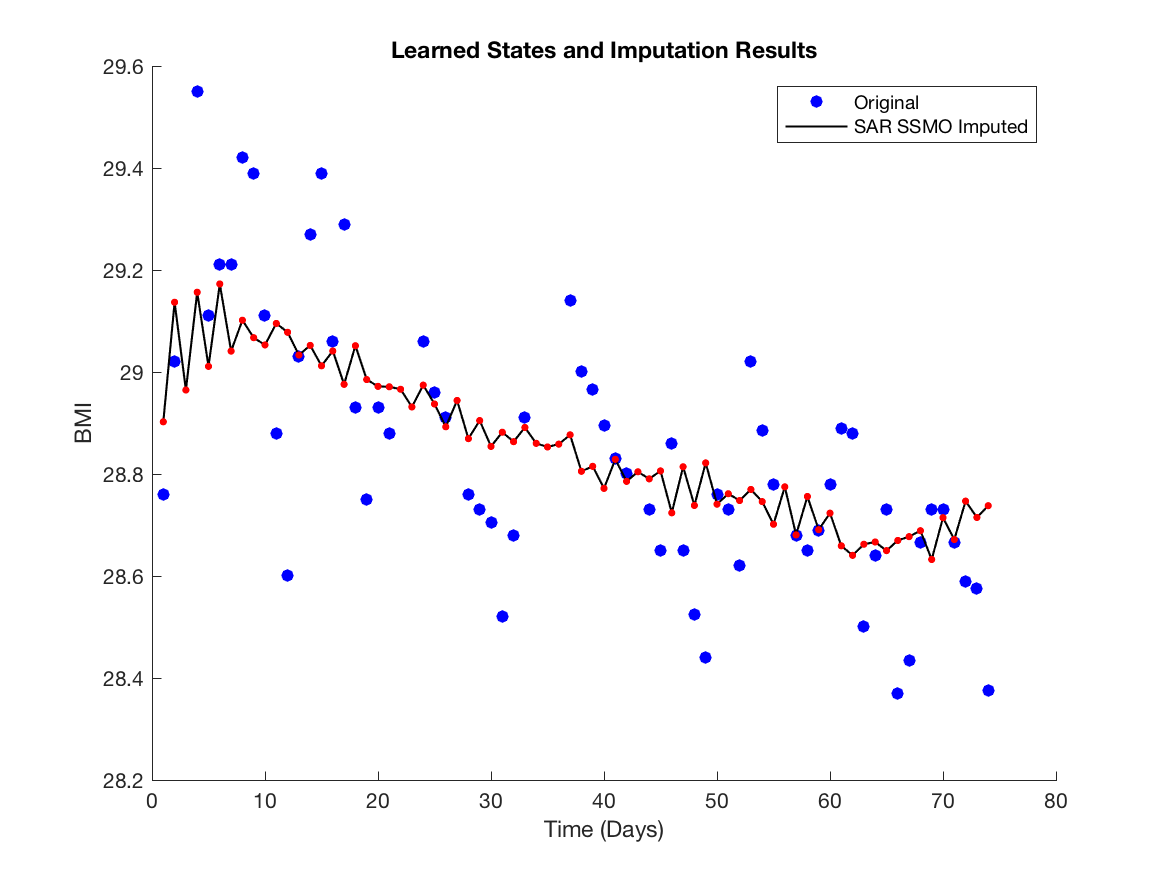 Learned States and Imputation Results
Original
SAR SSMO Imputed
29.6
29.4
29.2
29
28.8
28.6
28.4
28.2
BMI
0 10 20 30 40 50 60 70 80
Time (Days)